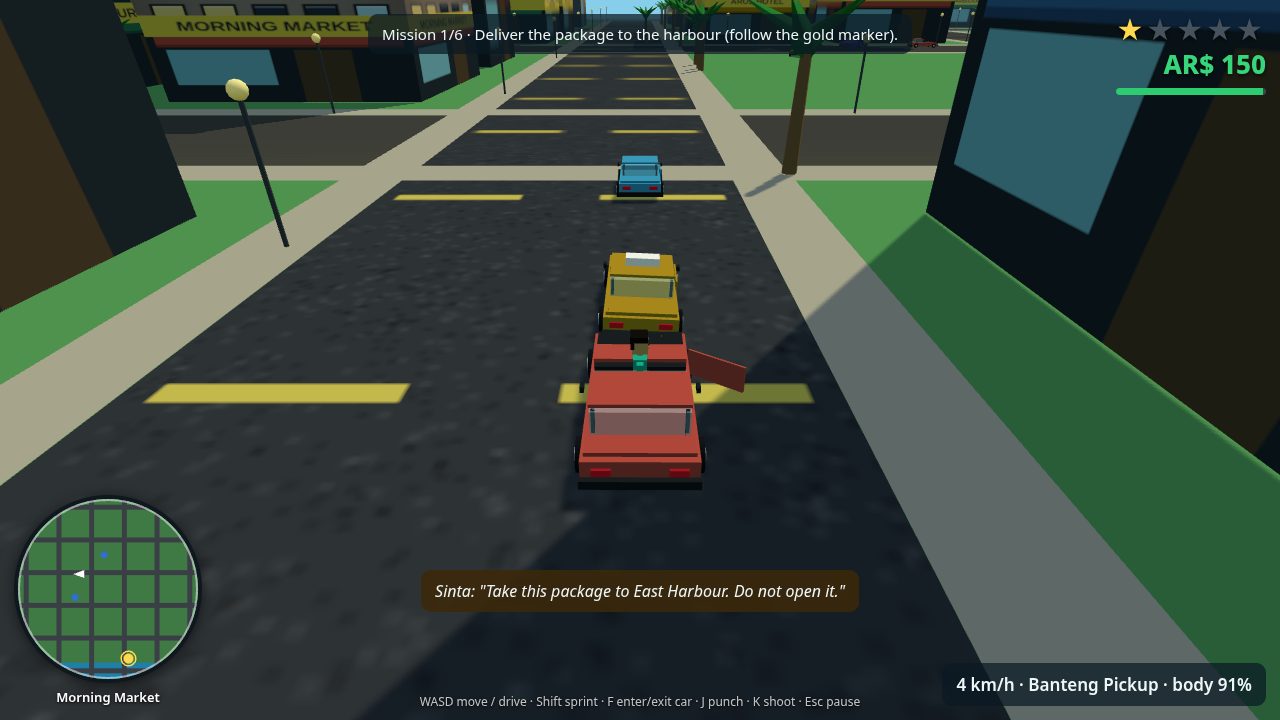 MORNING MARKET
Mission 1/6 · Deliver the package to the harbour (follow the gold marker).
AR$ 150
Sinta: "Take this package to East Harbour. Do not open it."
Morning Market
WASD move / drive · Shift sprint · F enter/exit car · J punch · K shoot · Esc pause
4 km/h · Banteng Pickup · body 91%